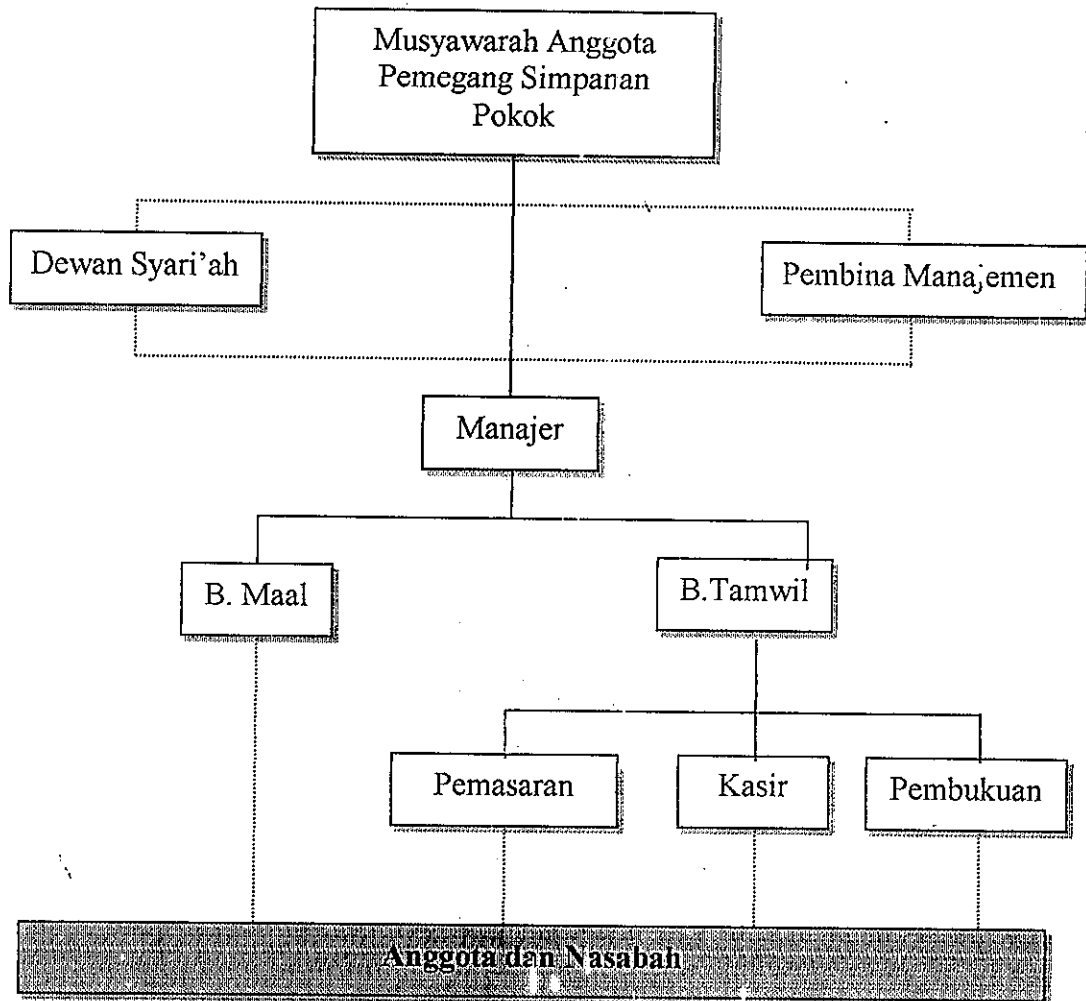 Musyawarah Anggota
Pemegang Simpanan
Pokok
Dewan Syari'ah
Pembina Manajemen
Manajer
B. Maal
B.Tamwil
Pemasaran
Kasir
Pembukuan
Anggota dan Nasabah